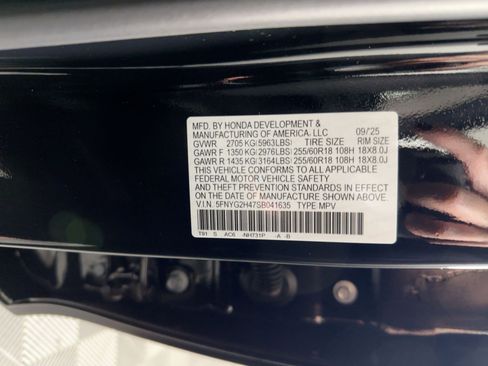 MFD. BY HONDA DEVELOPMENT &
MANUFACTURING OF AMERICA, LLC 09/'25
GVWR 2705 KG(5963LBS) TIRE SIZE RIM SIZE
GAWR F 1350 KG(2976LBS) 255/60R18 108H 18X8.0J
GAWR R 1435 KG(3164LBS) 255/60R18 108H 18X8.0J
THIS VEHICLE CONFORMS TO ALL APPLICABLE
FEDERAL MOTOR VEHICLE SAFETY
AND THEFT PREVENTION STANDARDS IN EFFECT
ON THE DATE OF MANUFACTURE SHOWN ABOVE.
V.I.N. 5FNYG2H47SB041635 TYPE MPV
T91 S AC6 -NH731P -A -B